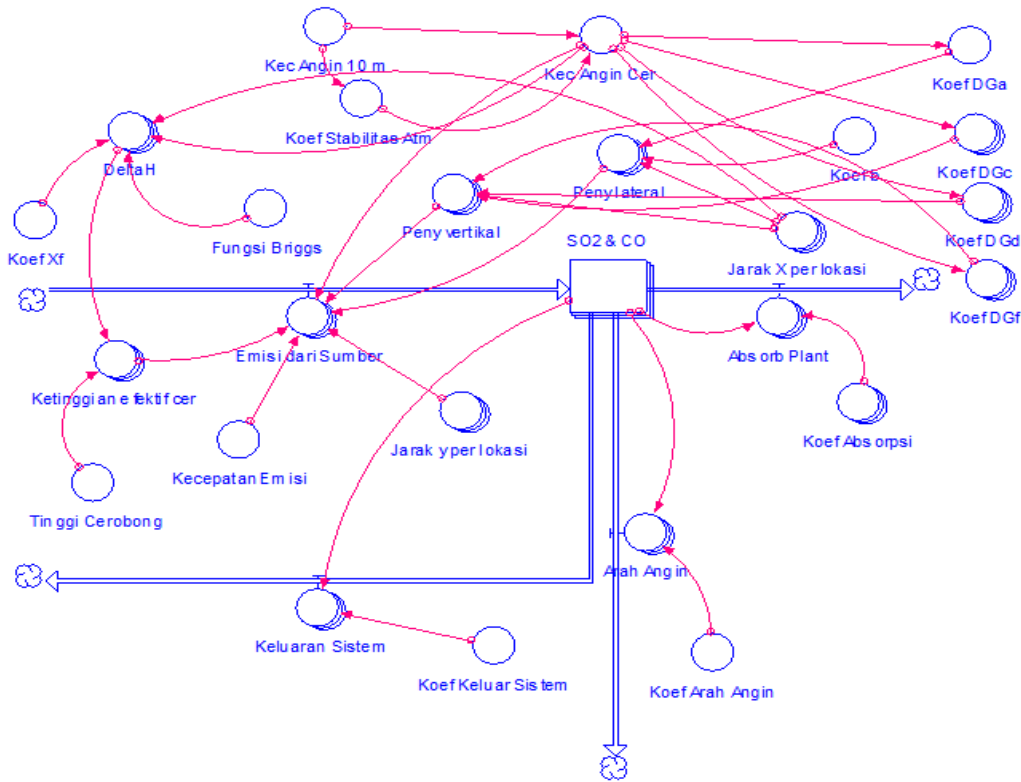 Kec Angin 10 m
Kec Angin Cer
Koef DGa
Koef Stabilitas Atm
Delta H
Peny lateral
Koef b
Koef DGc
Peny vertikal
Fungsi Briggs
Koef Xf
SO2 & CO
Jarak X per lokasi
Koef DGd
Koef DGf
Emisi dari Sumber
Absorb Plant
Ketinggian efektif cer
Jarak y per lokasi
Koef Absorpsi
Kecepatan Emisi
Tinggi Cerobong
Arah Angin
Keluaran Sistem
Koef Keluar Sistem
Koef Arah Angin